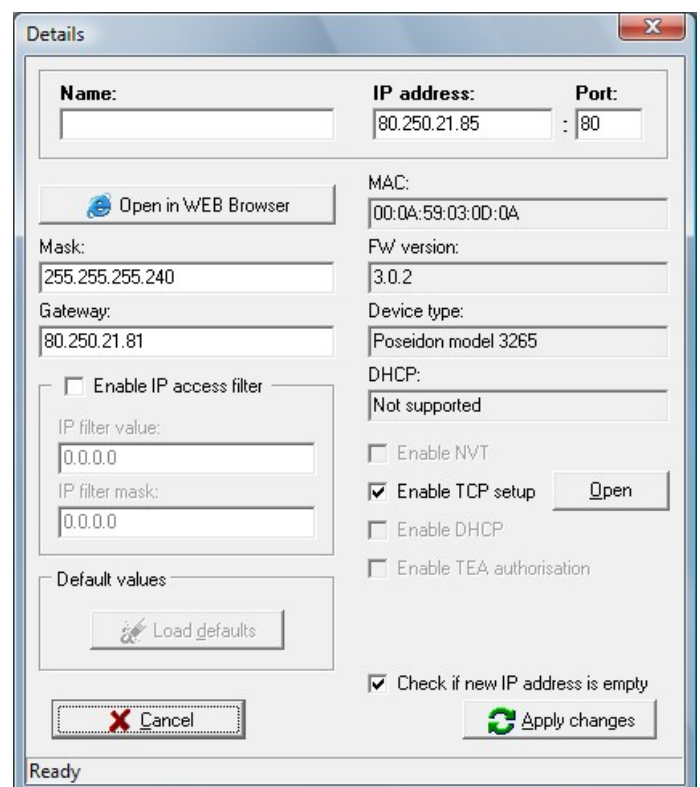 Details
Name:
IP address:
Port:
80.250.21.85 : 80
Open in WEB Browser
MAC:
00:0A:59:03:0D:0A
Mask:
255.255.255.240
FW version:
3.0.2
Gateway:
80.250.21.81
Device type:
Poseidon model 3265
Enable IP access filter
IP filter value:
0.0.0.0
IP filter mask:
0.0.0.0
DHCP:
Not supported
Enable NVT
Enable TCP setup
Open
Enable DHCP
Enable TEA authorisation
Default values
Load defaults
Check if new IP address is empty
Cancel
Apply changes
Ready